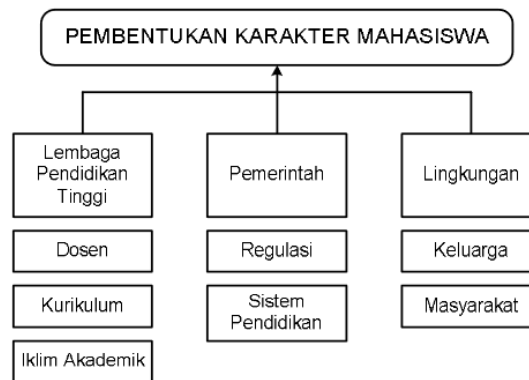 PEMBENTUKAN KARAKTER MAHASISWA
Lembaga
Pendidikan
Tinggi
Pemerintah
Lingkungan
Dosen
Regulasi
Keluarga
Kurikulum
Sistem
Pendidikan
Masyarakat
Iklim Akademik